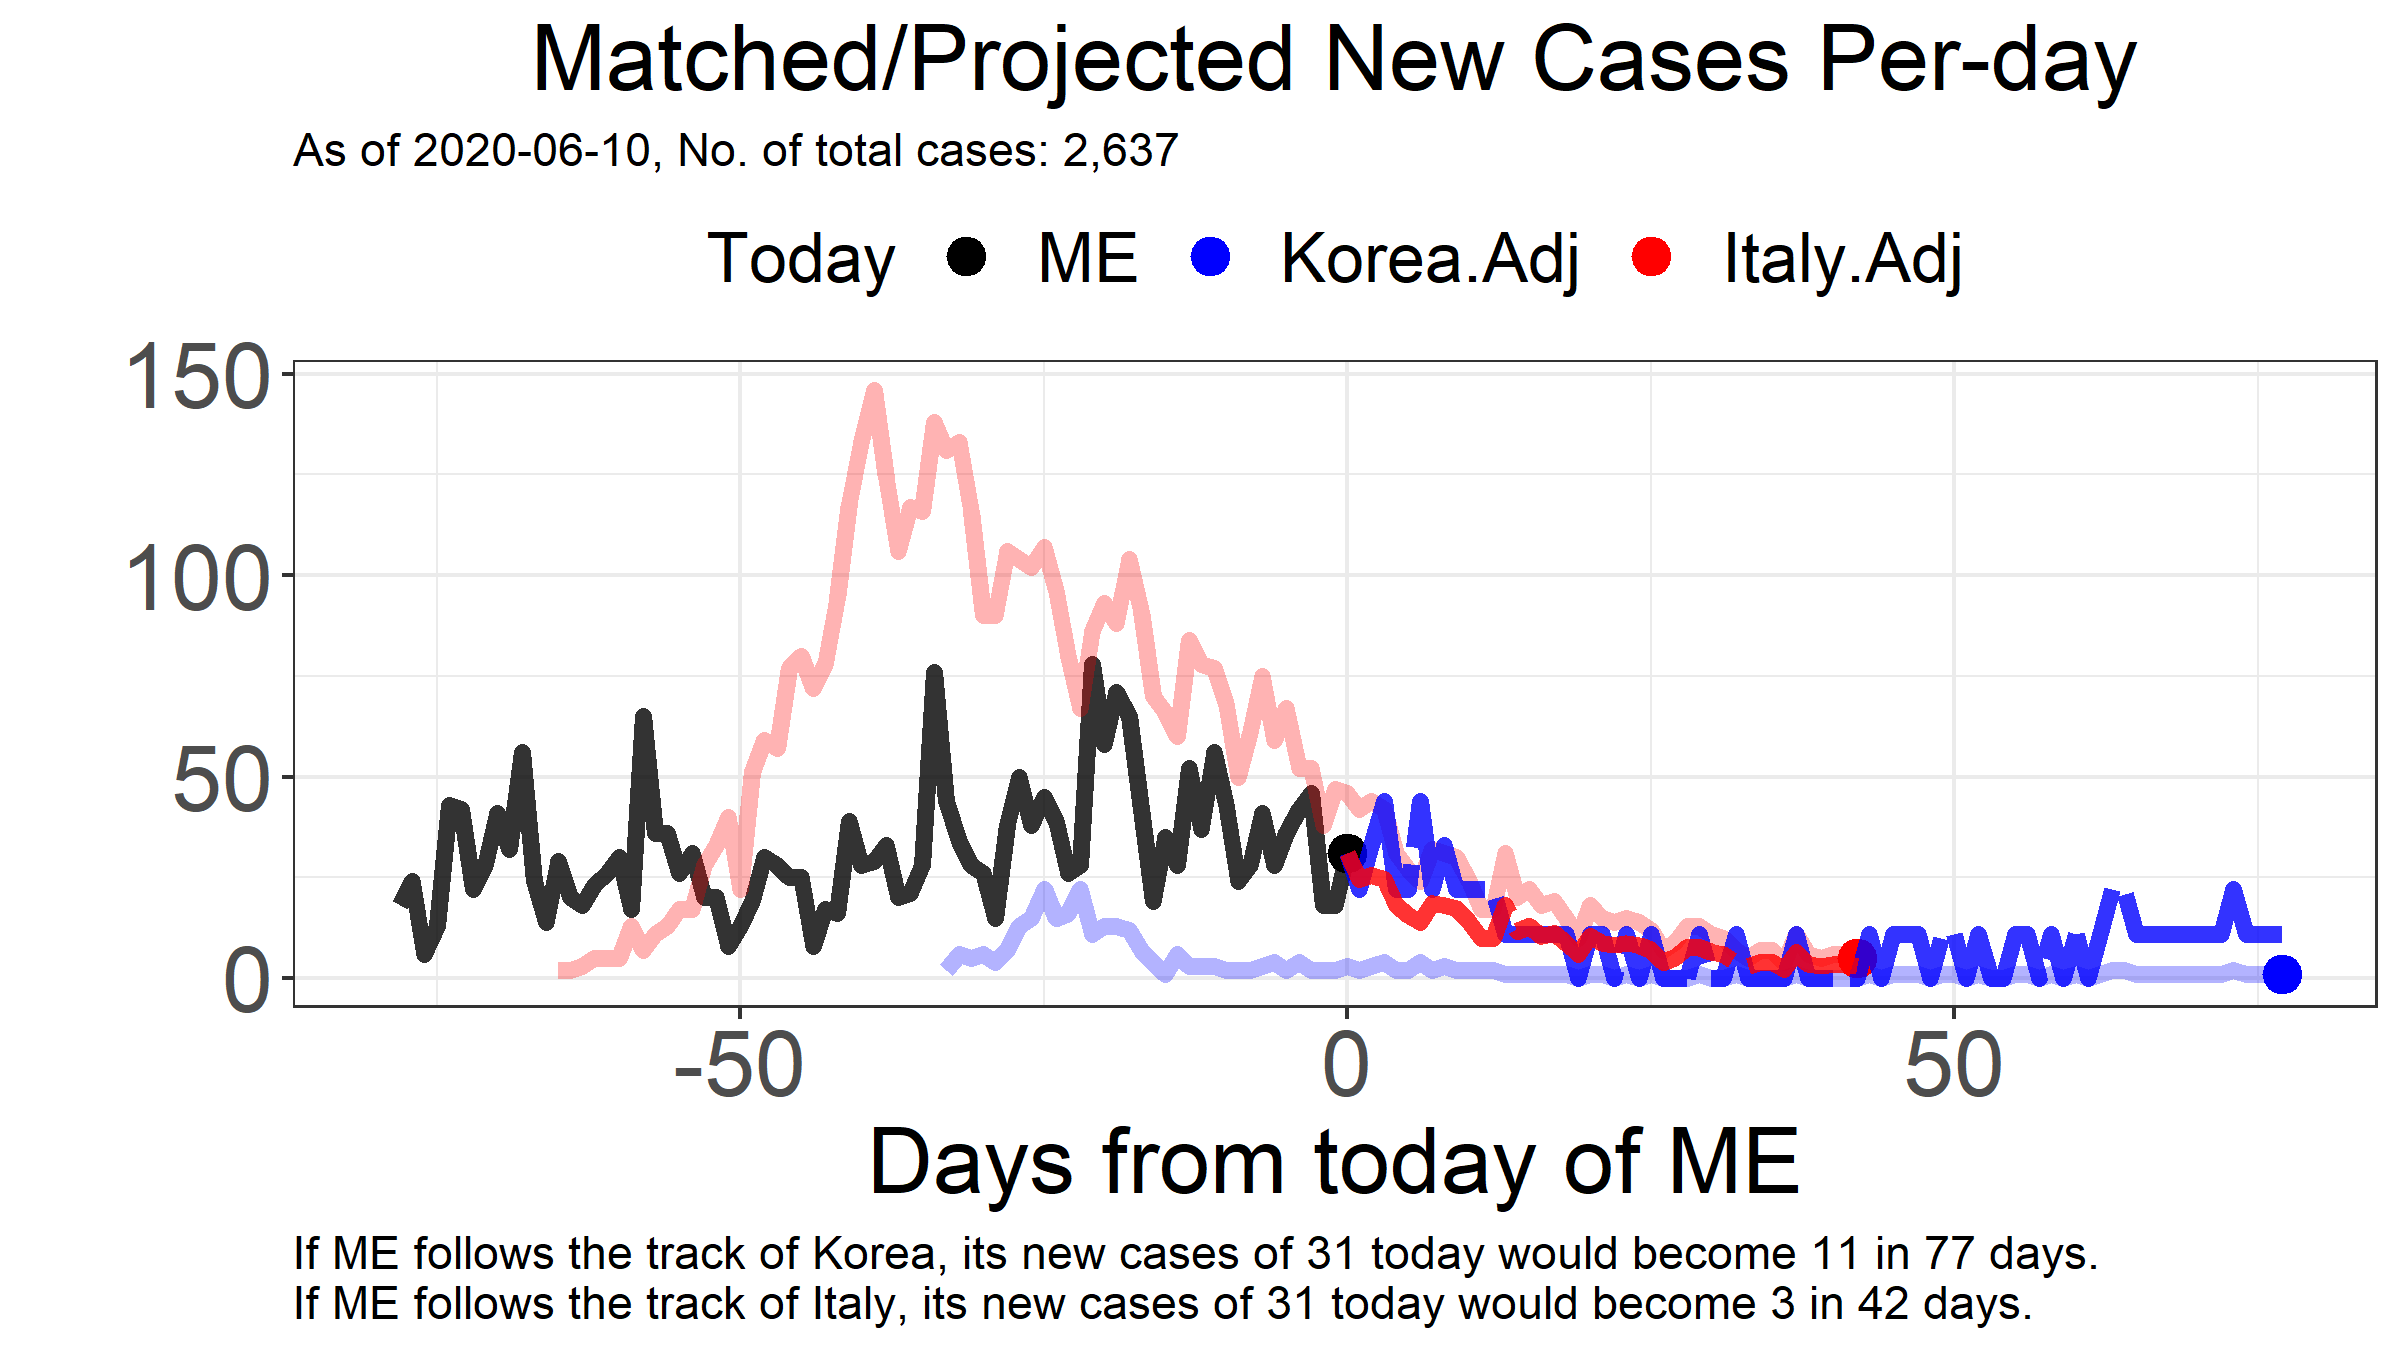 Matched/Projected New Cases Per-day
As of 2020-06-10, No. of total cases: 2,637
Today ME Korea.Adj Italy.Adj
150
100
50
0
-50 0 50
Days from today of ME
If ME follows the track of Korea, its new cases of 31 today would become 11 in 77 days.
If ME follows the track of Italy, its new cases of 31 today would become 3 in 42 days.